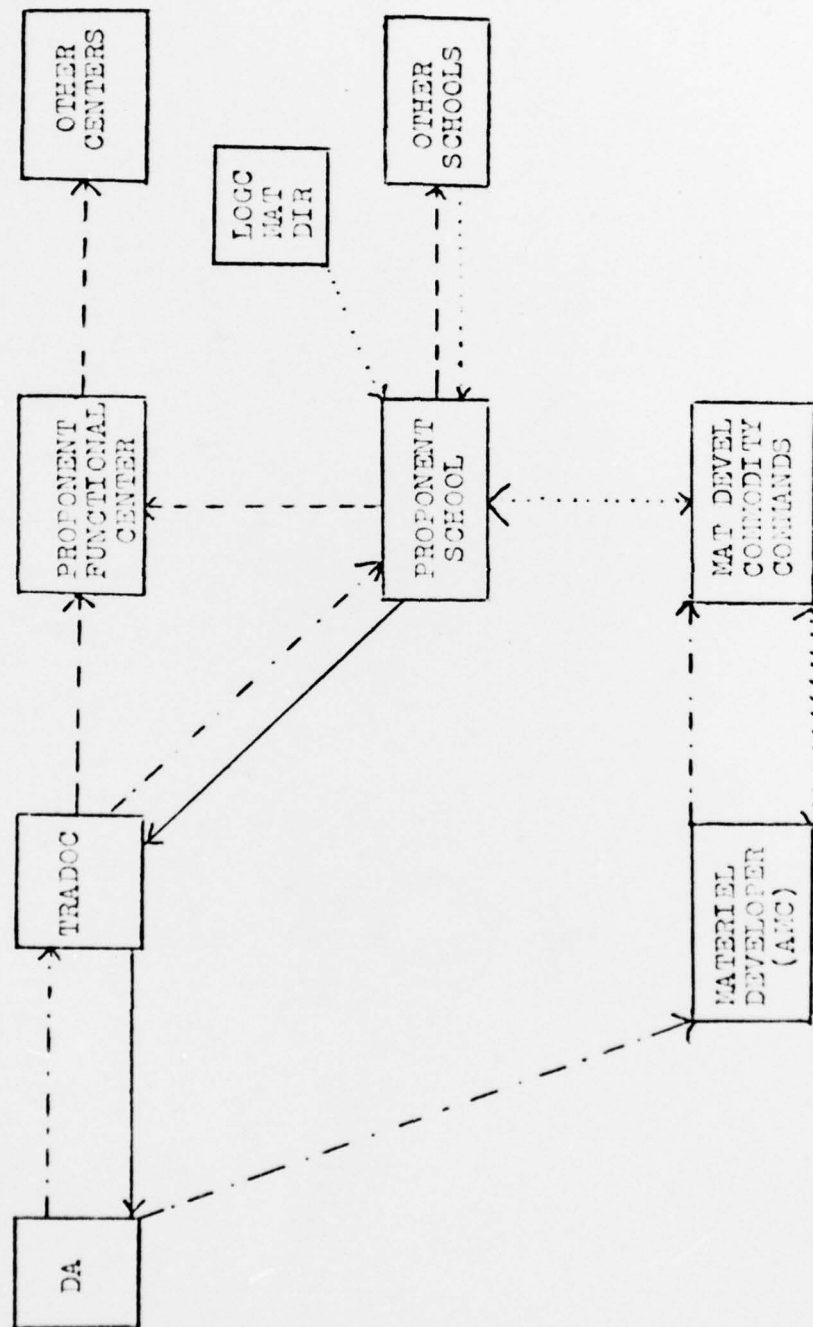 DA
TRADOC
PROPONENT
FUNCTIONAL
CENTER
OTHER
CENTERS
LOGC
MAT
DIR
PROPONENT
SCHOOL
OTHER
SCHOOLS
MATERIEL
DEVELOPER
(AMC)
MAT DEVEL
COMMODITY
COMMANDS